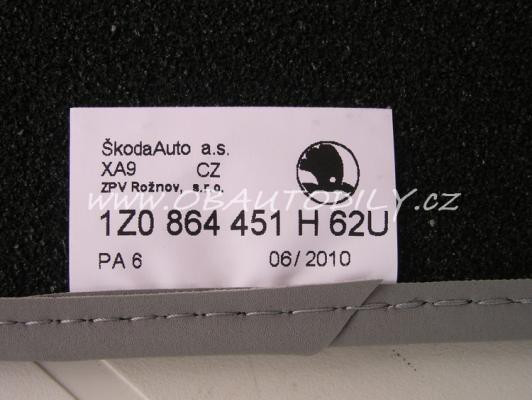 ŠkodaAuto a.s.
XA9 CZ
ZPV Rožnov, s.r.o.
www.OBAUTODILY.cz
1Z0 864 451 H 62U
PA 6 06/2010